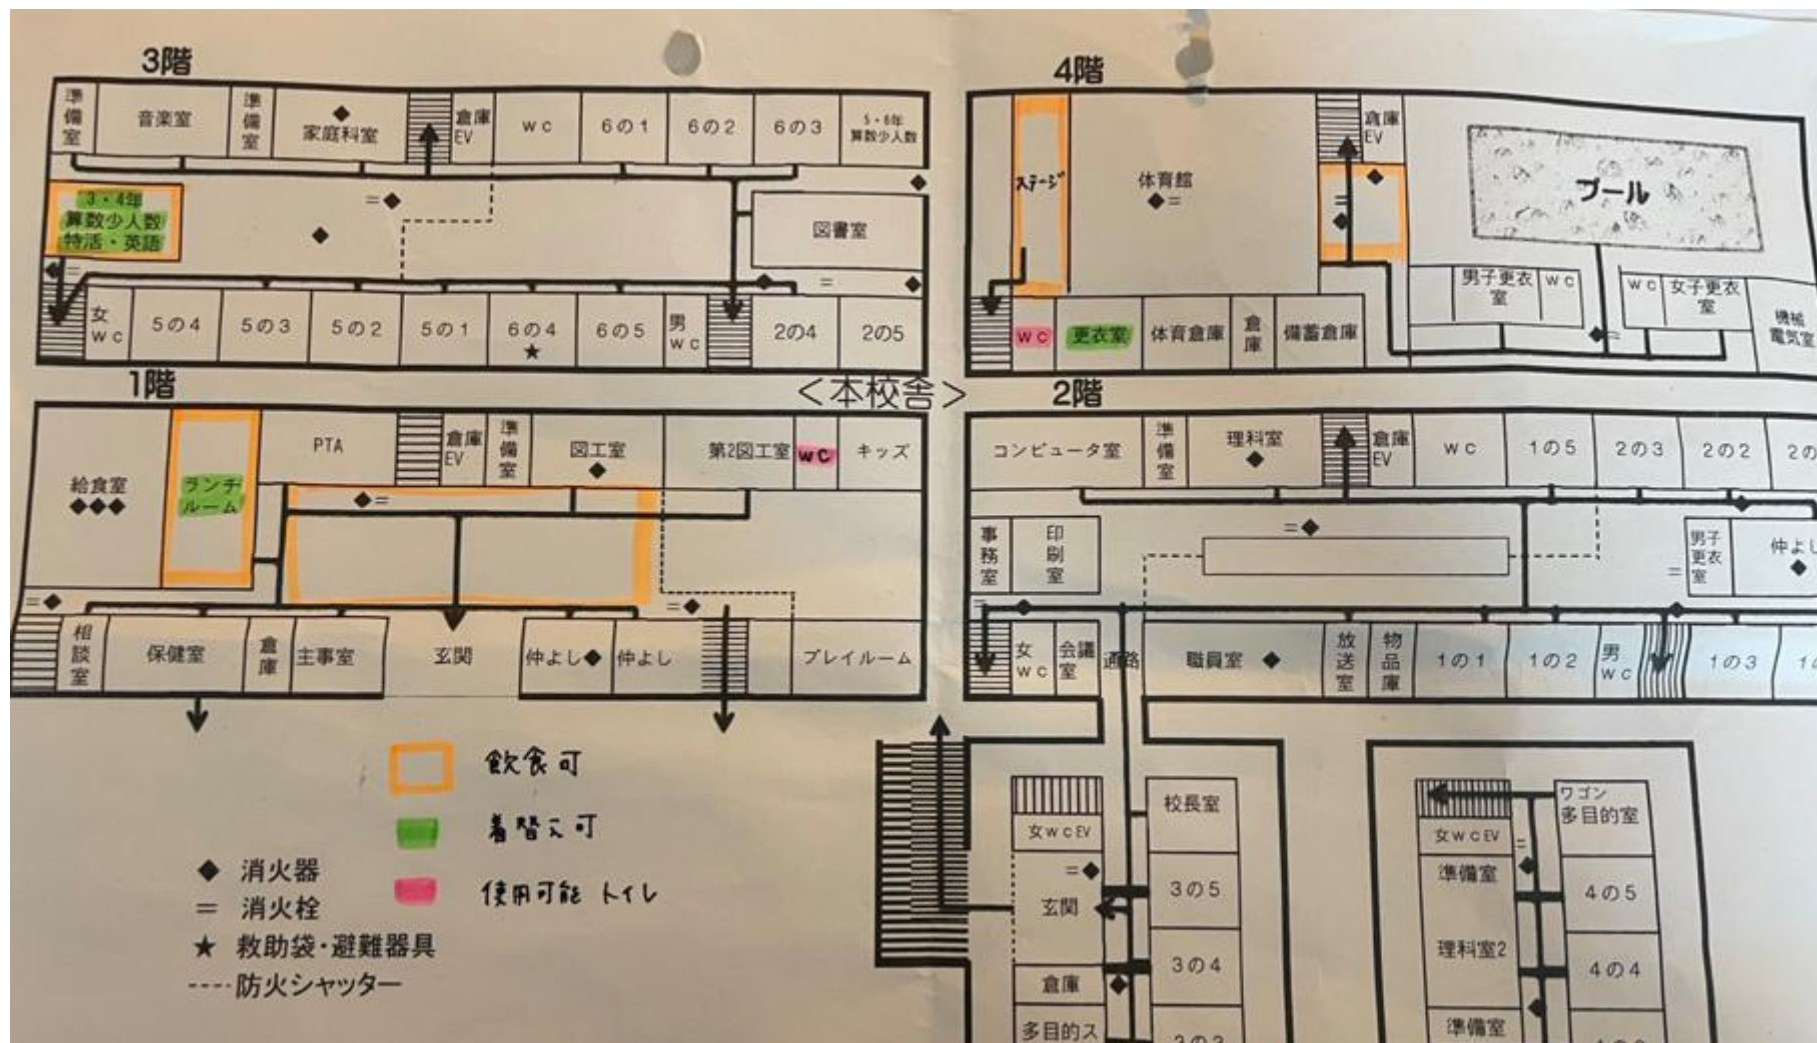 3階
準備室
音楽室
準備室
家庭科室
倉庫
EV
WC
6の1
6の2
6の3
5・6年
算数少人数
3・4年
算数少人数
特活・英語
図書室
女WC
5の4
5の3
5の2
5の1
6の4
6の5
男WC
2の4
2の5
4階
ステージ
体育館
倉庫
EV
プール
WC
更衣室
体育倉庫
倉庫
備蓄倉庫
男子更衣室
WC
WC
女子更衣室
機械
電気室
＜本校舎＞
1階
給食室
ランチ
ルーム
PTA
倉庫
EV
準備室
図工室
第2図工室
WC
キッズ
相談室
保健室
倉庫
主事室
玄関
仲よし
仲よし
プレイルーム
2階
コンピュータ室
準備室
理科室
倉庫
EV
WC
1の5
2の3
2の2
事務室
印刷室
男子更衣室
仲よし
女WC
会議室
通路
職員室
放送室
物品庫
1の1
1の2
男WC
1の3
校長室
女WCEV
玄関
3の5
3の4
倉庫
多目的ス
ワゴン
多目的室
女WCEV
準備室
4の5
理科室2
4の4
準備室
飲食可
着替え可
使用可能 トイレ
◆ 消火器
＝ 消火栓
★ 救助袋・避難器具
---- 防火シャッター